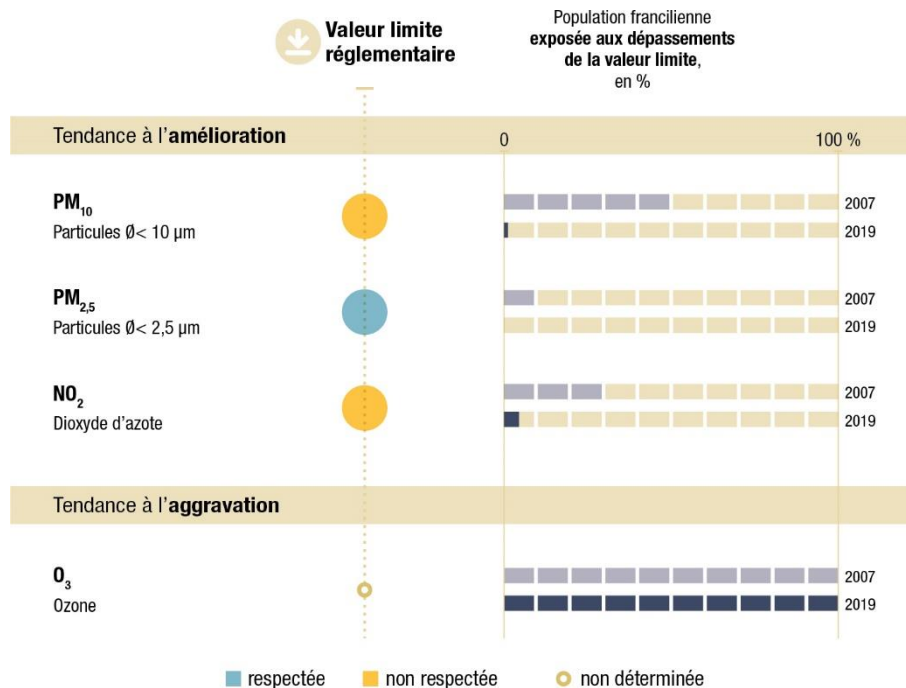 Valeur limite
réglementaire
Population francilienne
exposée aux dépassements
de la valeur limite,
en %
Tendance à l'amélioration
0
100 %
PM10
Particules Ø< 10 µm
2007
2019
PM2,5
Particules Ø< 2,5 µm
2007
2019
NO2
Dioxyde d'azote
2007
2019
Tendance à l'aggravation
O3
Ozone
2007
2019
respectée
non respectée
non déterminée